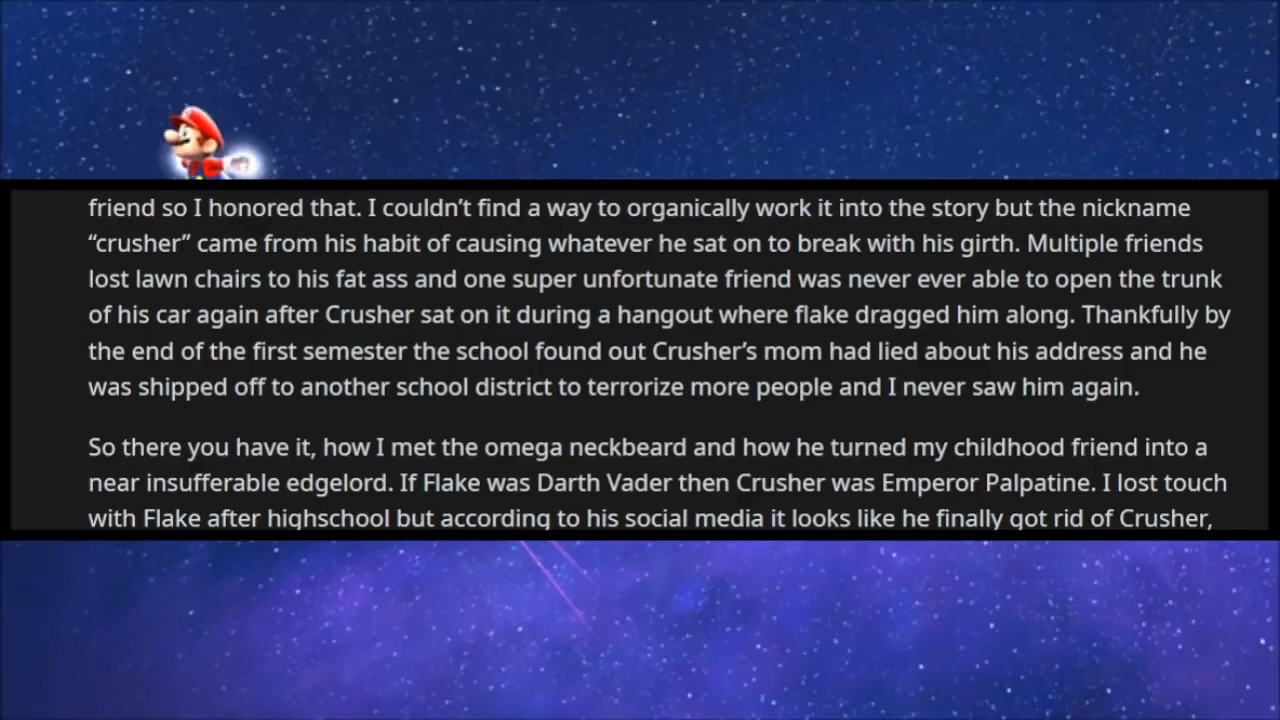 friend so I honored that. I couldn’t find a way to organically work it into the story but the nickname
“crusher” came from his habit of causing whatever he sat on to break with his girth. Multiple friends
lost lawn chairs to his fat ass and one super unfortunate friend was never ever able to open the trunk
of his car again after Crusher sat on it during a hangout where flake dragged him along. Thankfully by
the end of the first semester the school found out Crusher’s mom had lied about his address and he
was shipped off to another school district to terrorize more people and I never saw him again.
So there you have it, how I met the omega neckbeard and how he turned my childhood friend into a
near insufferable edgelord. If Flake was Darth Vader then Crusher was Emperor Palpatine. I lost touch
with Flake after highschool but according to his social media it looks like he finally got rid of Crusher,